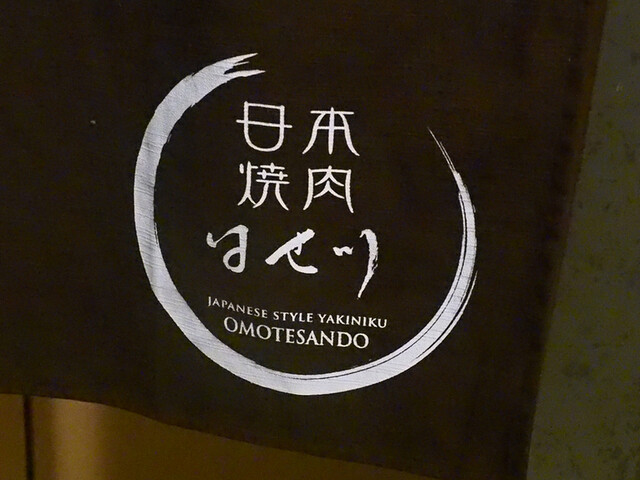 日本
焼肉
はせ川
JAPANESE STYLE YAKINIKU
OMOTESANDO